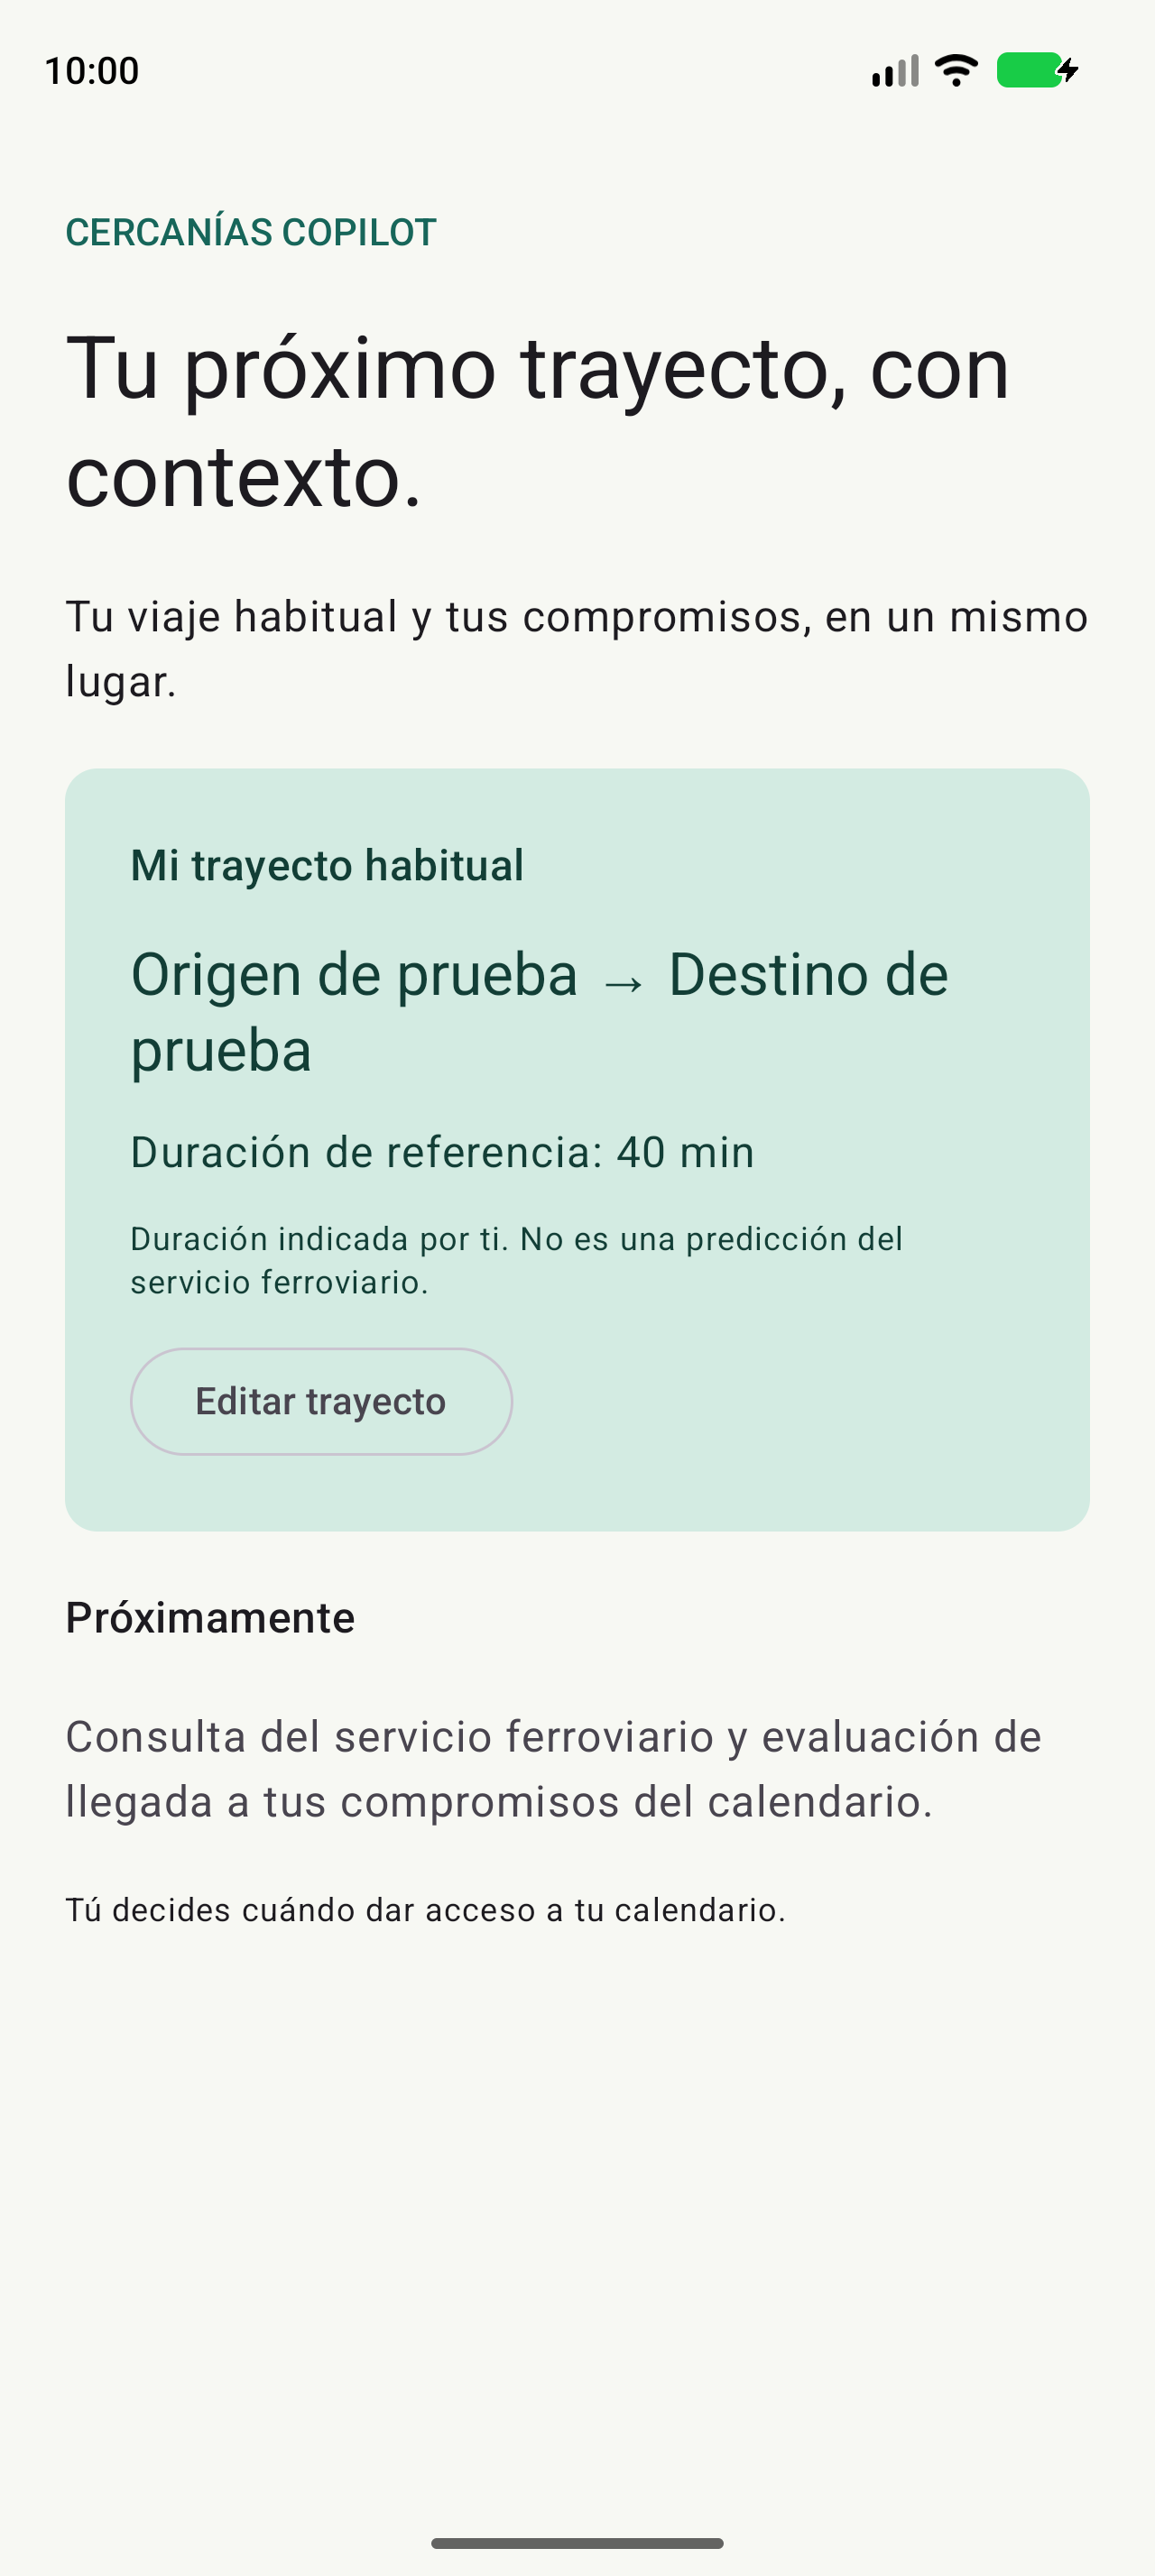 10:00
CERCANÍAS COPILOT
Tu próximo trayecto, con
contexto.
Tu viaje habitual y tus compromisos, en un mismo
lugar.
Mi trayecto habitual
Origen de prueba → Destino de
prueba
Duración de referencia: 40 min
Duración indicada por ti. No es una predicción del
servicio ferroviario.
Editar trayecto
Próximamente
Consulta del servicio ferroviario y evaluación de
llegada a tus compromisos del calendario.
Tú decides cuándo dar acceso a tu calendario.